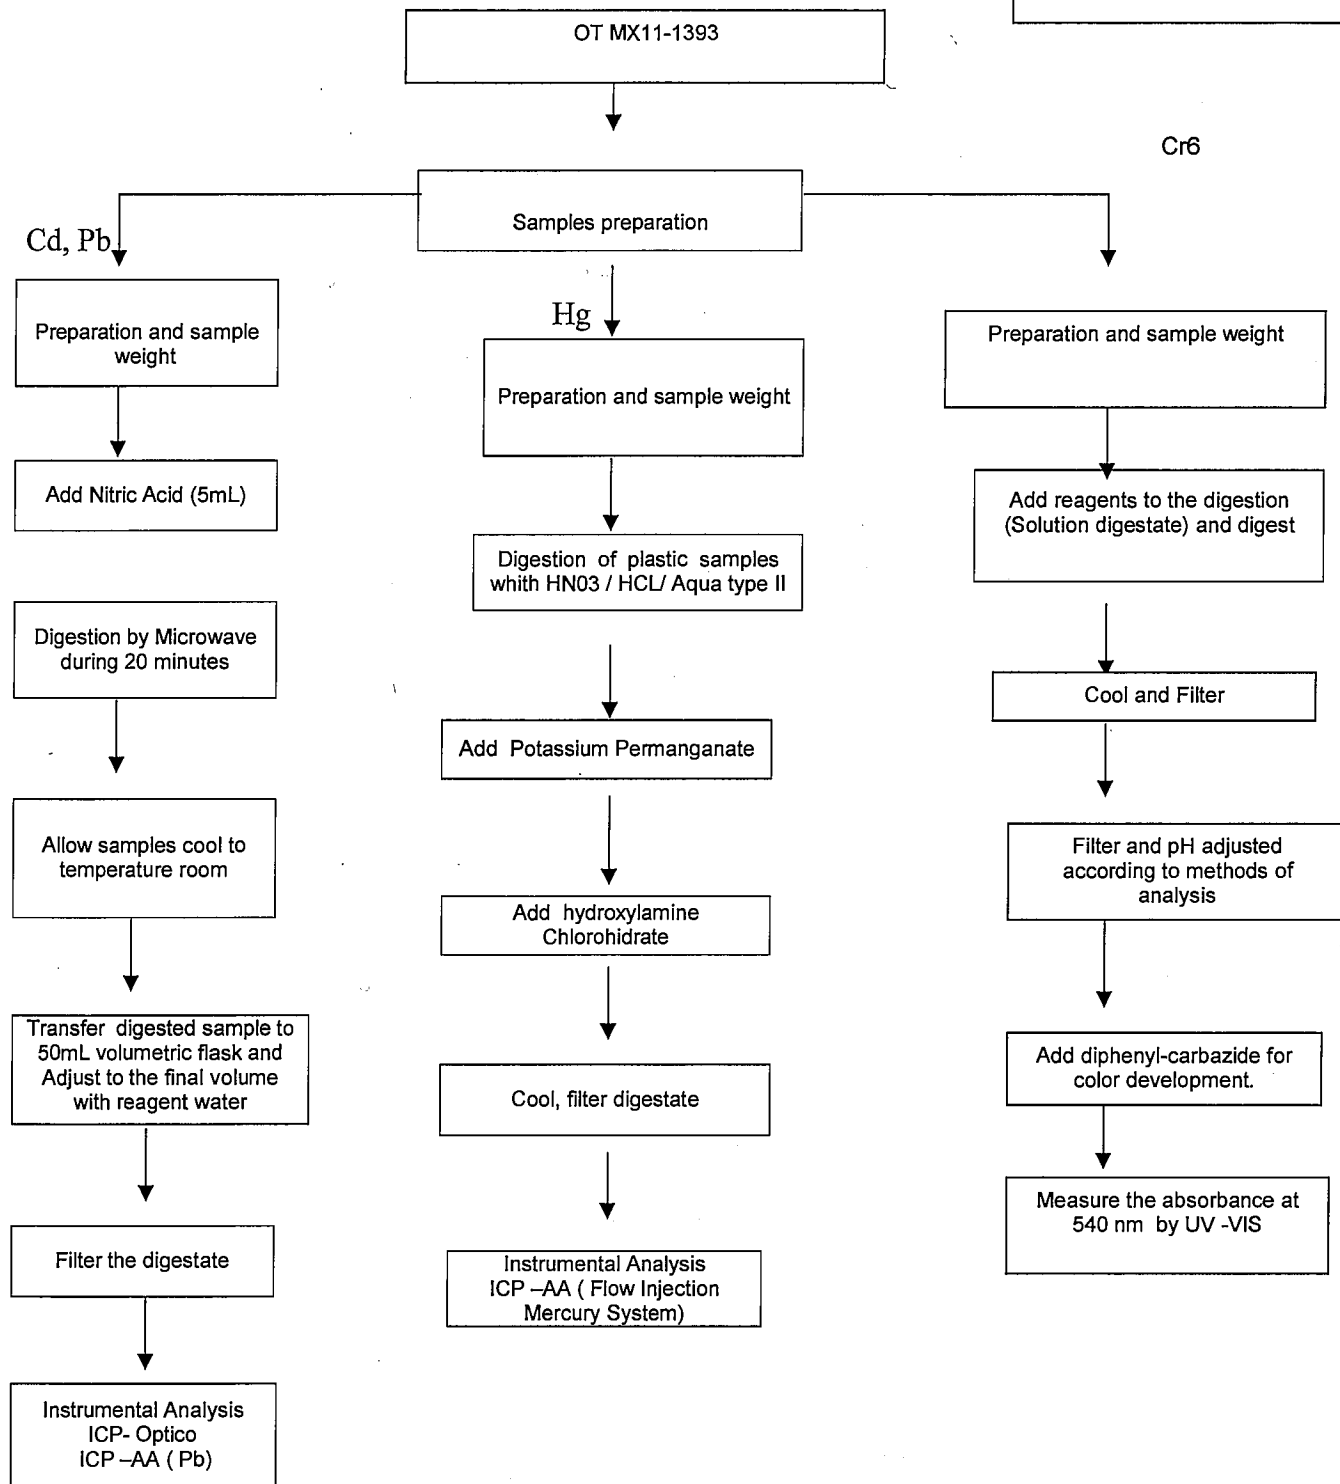 OT MX11-1393
Cr6
Samples preparation
Cd, Pb
Preparation and sample
weight
Add Nitric Acid (5mL)
Digestion by Microwave
during 20 minutes
Allow samples cool to
temperature room
Transfer digested sample to
50mL volumetric flask and
Adjust to the final volume
with reagent water
Filter the digestate
Instrumental Analysis
ICP- Optico
ICP –AA ( Pb)
Hg
Preparation and sample weight
Digestion of plastic samples
whith HN03 / HCL/ Aqua type II
Add Potassium Permanganate
Add hydroxylamine
Chlorohidrate
Cool, filter digestate
Instrumental Analysis
ICP –AA ( Flow Injection
Mercury System)
Preparation and sample weight
Add reagents to the digestion
(Solution digestate) and digest
Cool and Filter
Filter and pH adjusted
according to methods of
analysis
Add diphenyl-carbazide for
color development.
Measure the absorbance at
540 nm by UV -VIS